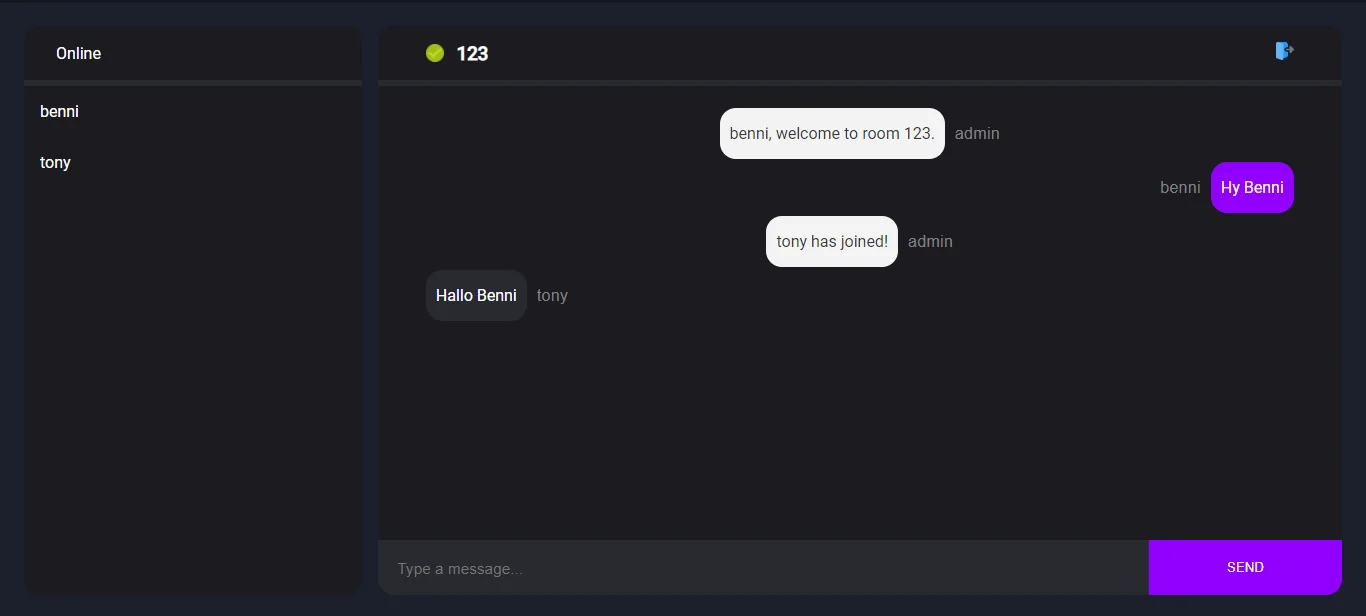 Online
benni
tony
123
benni, welcome to room 123. admin
benni Hy Benni
tony has joined! admin
Hallo Benni tony
Type a message...
SEND